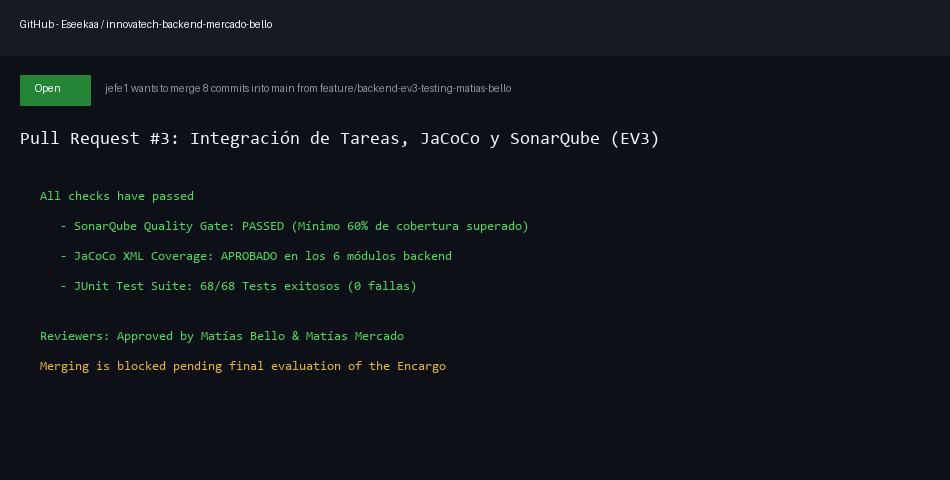 GitHub - Eseekaa / innovatech-backend-mercado-bello
Open
jefe1 wants to merge 8 commits into main from feature/backend-ev3-testing-matias-bello
Pull Request #3: Integración de Tareas, JaCoCo y SonarQube (EV3)
All checks have passed
- SonarQube Quality Gate: PASSED (Mínimo 60% de cobertura superado)
- JaCoCo XML Coverage: APROBADO en los 6 módulos backend
- JUnit Test Suite: 68/68 Tests exitosos (0 fallas)
Reviewers: Approved by Matías Bello & Matías Mercado
Merging is blocked pending final evaluation of the Encargo